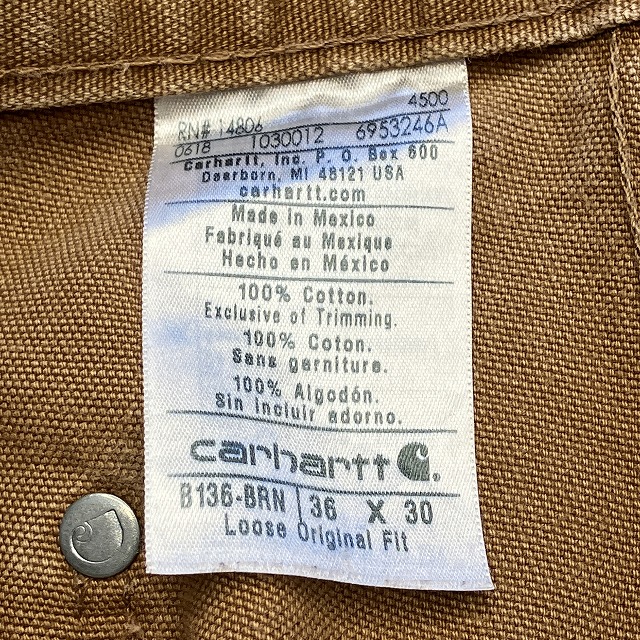 4500
RN# 14806
0618 1030012 6953246A
Carhartt, Inc. P. O. Box 600
Dearborn, MI 48121 USA
carhartt.com
Made in Mexico
Fabriqué au Mexique
Hecho en México
100% Cotton.
Exclusive of Trimming.
100% Coton.
Sans garniture.
100% Algodón.
Sin incluir adorno.
carhartt
B136-BRN 36 X 30
Loose Original Fit